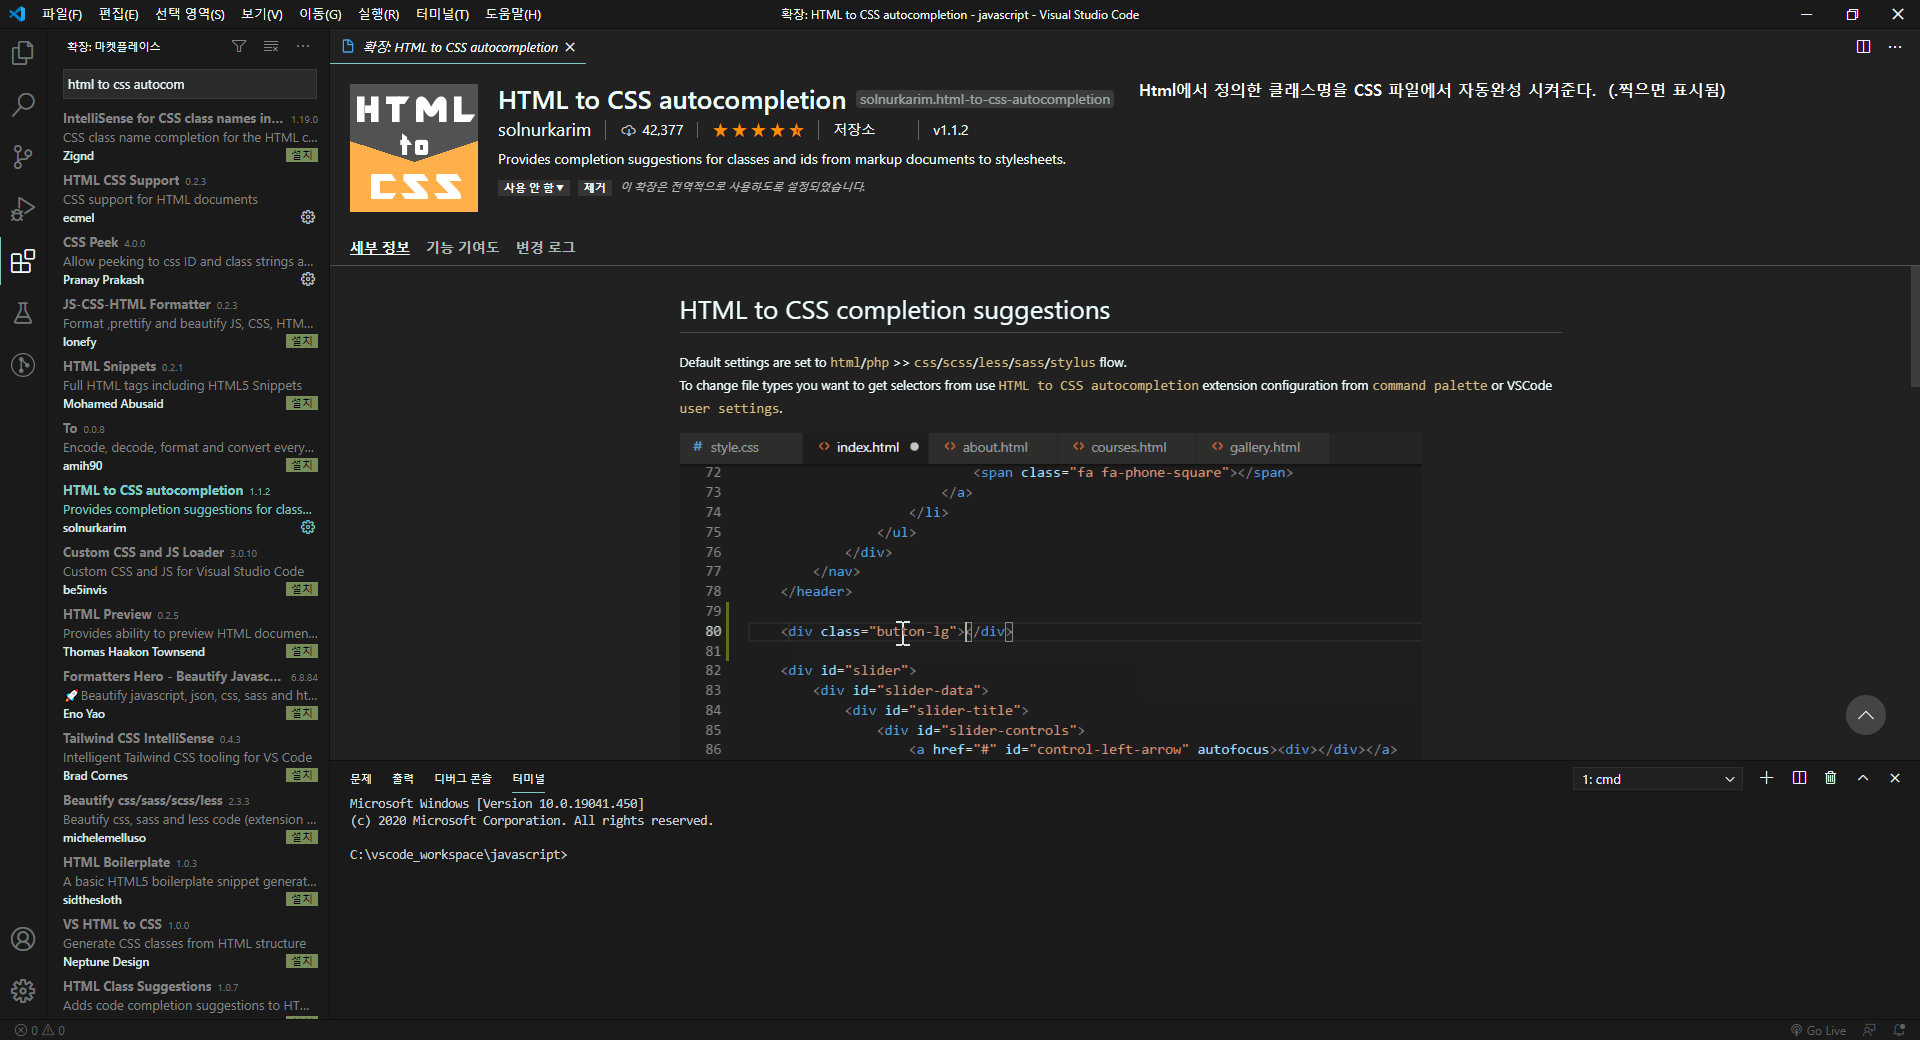 파일(F) 편집(E) 선택 영역(S) 보기(V) 이동(G) 실행(R) 터미널(T) 도움말(H)
확장: HTML to CSS autocompletion - javascript - Visual Studio Code
확장: 마켓플레이스
html to css autocom
IntelliSense for CSS class names in... 1.19.0
CSS class name completion for the HTML c...
Zignd 설치
HTML CSS Support 0.2.3
CSS support for HTML documents
ecmel
CSS Peek 4.0.0
Allow peeking to css ID and class strings a...
Pranay Prakash
JS-CSS-HTML Formatter 0.2.3
Format ,prettify and beautify JS, CSS, HTM...
lonefy 설치
HTML Snippets 0.2.1
Full HTML tags including HTML5 Snippets
Mohamed Abusaid 설치
To 0.0.8
Encode, decode, format and convert every...
amih90 설치
HTML to CSS autocompletion 1.1.2
Provides completion suggestions for class...
solnurkarim
Custom CSS and JS Loader 3.0.10
Custom CSS and JS for Visual Studio Code
be5invis 설치
HTML Preview 0.2.5
Provides ability to preview HTML documen...
Thomas Haakon Townsend 설치
Formatters Hero - Beautify Javasc... 6.8.84
🚀 Beautify javascript, json, css, sass and ht...
Eno Yao 설치
Tailwind CSS IntelliSense 0.4.3
Intelligent Tailwind CSS tooling for VS Code
Brad Cornes 설치
Beautify css/sass/scss/less 2.3.3
Beautify css, sass and less code (extension ...
michelemelluso 설치
HTML Boilerplate 1.0.3
A basic HTML5 boilerplate snippet generat...
sidthesloth 설치
VS HTML to CSS 1.0.0
Generate CSS classes from HTML structure
Neptune Design 설치
HTML Class Suggestions 1.0.7
Adds code completion suggestions to HT...
확장: HTML to CSS autocompletion
HTML
to
CSS
HTML to CSS autocompletion solnurkarim.html-to-css-autocompletion
solnurkarim 42,377 ★★★★★ 저장소 v1.1.2
Provides completion suggestions for classes and ids from markup documents to stylesheets.
사용 안 함▼ 제거 이 확장은 전역적으로 사용하도록 설정되었습니다.
Html에서 정의한 클래스명을 CSS 파일에서 자동완성 시켜준다. (.찍으면 표시됨)
세부 정보 기능 기여도 변경 로그
HTML to CSS completion suggestions
Default settings are set to html/php >> css/scss/less/sass/stylus flow.
To change file types you want to get selectors from use HTML to CSS autocompletion extension configuration from command palette or VSCode
user settings.
# style.css <> index.html ● <> about.html <> courses.html <> gallery.html
72 <span class="fa fa-phone-square"></span>
73 </a>
74 </li>
75 </ul>
76 </div>
77 </nav>
78 </header>
79
80 <div class="button-lg"></div>
81
82 <div id="slider">
83 <div id="slider-data">
84 <div id="slider-title">
85 <div id="slider-controls">
86 <a href="#" id="control-left-arrow" autofocus><div></div></a>
문제 출력 디버그 콘솔 터미널
1: cmd
Microsoft Windows [Version 10.0.19041.450]
(c) 2020 Microsoft Corporation. All rights reserved.
C:\vscode_workspace\javascript>
0 0
Go Live